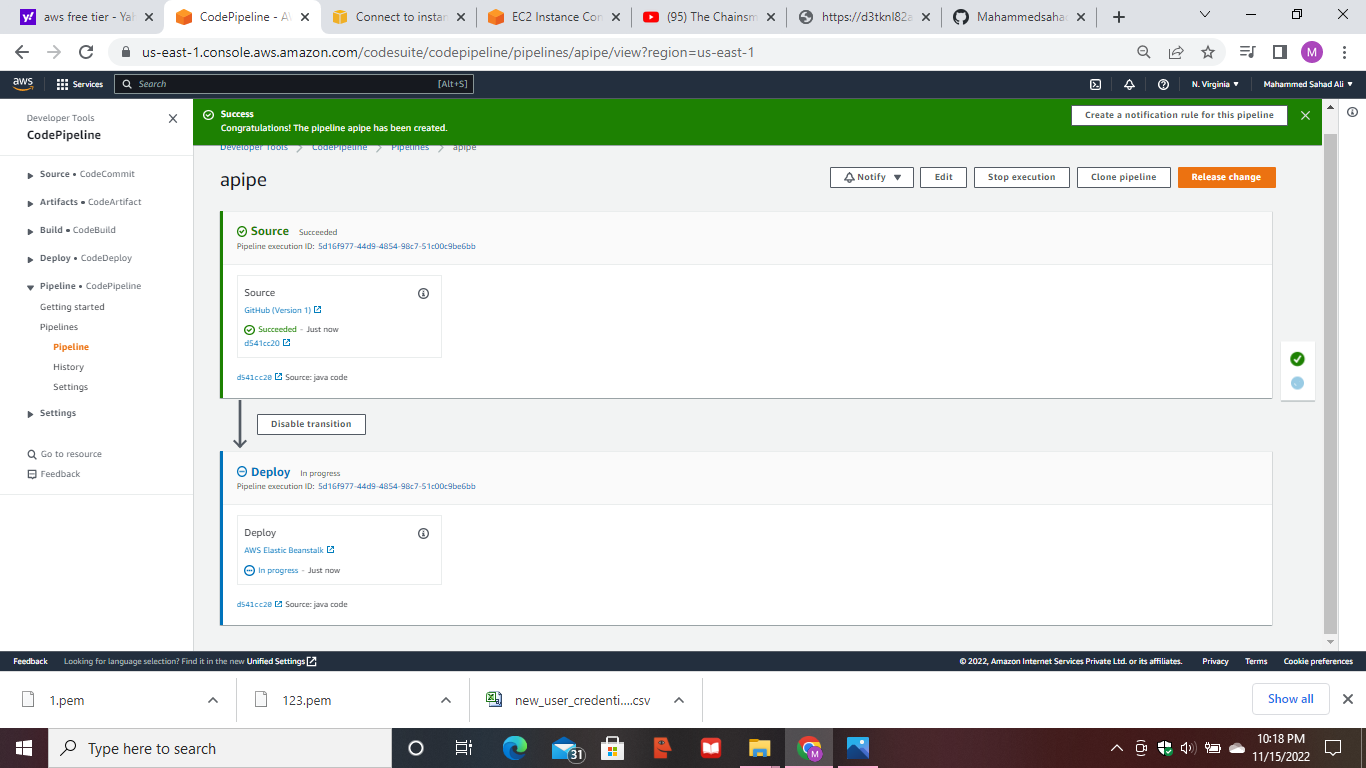 aws free tier - Yah
CodePipeline - AW
Connect to instan
EC2 Instance Con
(95) The Chainsm
https://d3tknl82a
Mahammedsahad
us-east-1.console.aws.amazon.com/codesuite/codepipeline/pipelines/apipe/view?region=us-east-1
M
aws
Services
Search
[Alt+S]
N. Virginia
Mahammed Sahad Ali
Developer Tools
CodePipeline
Source • CodeCommit
Artifacts • CodeArtifact
Build • CodeBuild
Deploy • CodeDeploy
Pipeline • CodePipeline
Getting started
Pipelines
Pipeline
History
Settings
Settings
Go to resource
Feedback
Success
Congratulations! The pipeline apipe has been created.
Create a notification rule for this pipeline
Developer Tools
CodePipeline
Pipelines
apipe
apipe
Notify
Edit
Stop execution
Clone pipeline
Release change
Source Succeeded
Pipeline execution ID: 5d16f977-44d9-4854-98c7-51c00c9be6bb
Source
GitHub (Version 1)
Succeeded - Just now
d541cc20
d541cc20 Source: java code
Disable transition
Deploy In progress
Pipeline execution ID: 5d16f977-44d9-4854-98c7-51c00c9be6bb
Deploy
AWS Elastic Beanstalk
In progress - Just now
d541cc20 Source: java code
Feedback
Looking for language selection? Find it in the new Unified Settings
© 2022, Amazon Internet Services Private Ltd. or its affiliates.
Privacy
Terms
Cookie preferences
1.pem
123.pem
new_user_credenti....csv
Show all
Type here to search
31
M
10:18 PM
11/15/2022